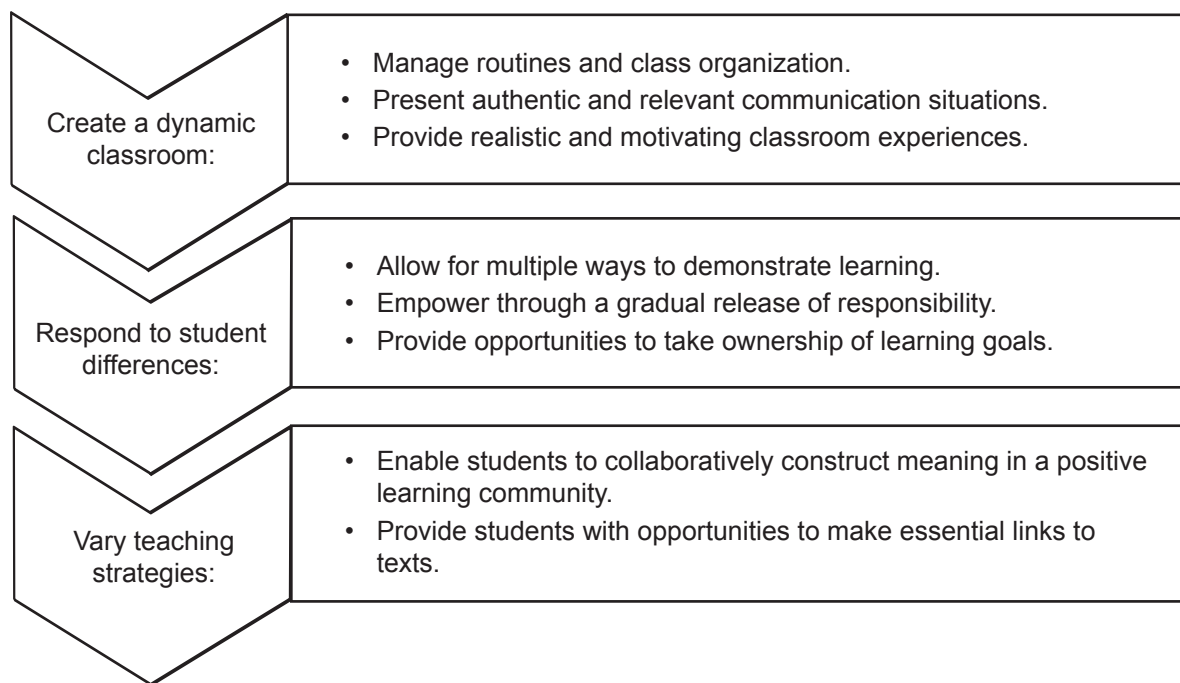 Create a dynamic
classroom:
• Manage routines and class organization.
• Present authentic and relevant communication situations.
• Provide realistic and motivating classroom experiences.
Respond to student
differences:
• Allow for multiple ways to demonstrate learning.
• Empower through a gradual release of responsibility.
• Provide opportunities to take ownership of learning goals.
Vary teaching
strategies:
• Enable students to collaboratively construct meaning in a positive
learning community.
• Provide students with opportunities to make essential links to
texts.